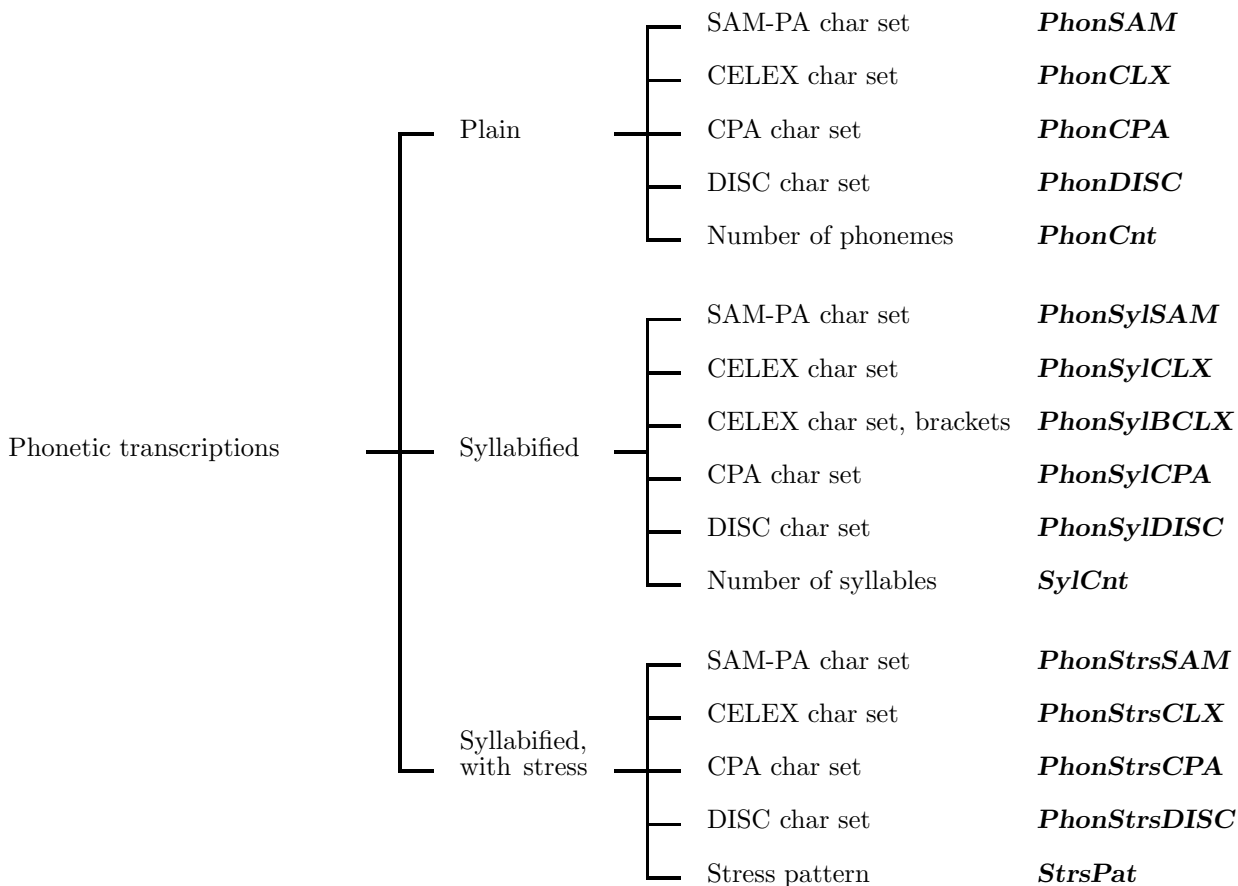 SAM-PA char set PhonSAM
CELEX char set PhonCLX
Plain CPA char set PhonCPA
DISC char set PhonDISC
Number of phonemes PhonCnt
SAM-PA char set PhonSylSAM
CELEX char set PhonSylCLX
CELEX char set, brackets PhonSylBCLX
Phonetic transcriptions Syllabified
CPA char set PhonSylCPA
DISC char set PhonSylDISC
Number of syllables SylCnt
SAM-PA char set PhonStrsSAM
CELEX char set PhonStrsCLX
Syllabified,
with stress CPA char set PhonStrsCPA
DISC char set PhonStrsDISC
Stress pattern StrsPat